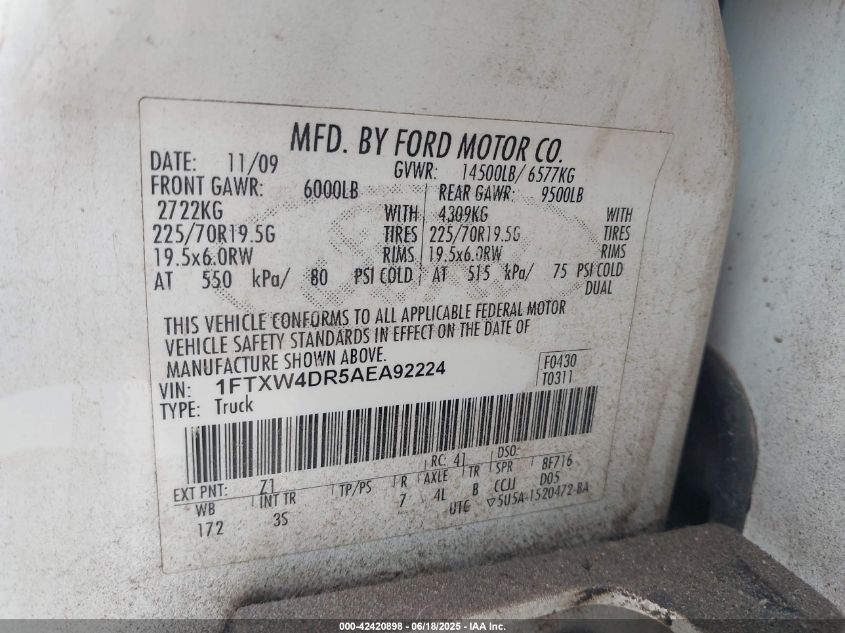 MFD. BY FORD MOTOR CO.
DATE: 11/09 GVWR: 14500LB/ 6577KG
FRONT GAWR: 6000LB REAR GAWR: 9500LB
2722KG WITH 4309KG WITH
225/70R19.5G TIRES 225/70R19.5G TIRES
19.5x6.0RW RIMS 19.5x6.0RW RIMS
AT 550 kPa/ 80 PSI COLD AT 515 kPa/ 75 PSI COLD
DUAL
THIS VEHICLE CONFORMS TO ALL APPLICABLE FEDERAL MOTOR
VEHICLE SAFETY STANDARDS IN EFFECT ON THE DATE OF
MANUFACTURE SHOWN ABOVE.
VIN: 1FTXW4DR5AEA92224 F0430
TYPE: Truck T0311
RC: 41 DSO:
EXT PNT: Z1
WB INT TR TP/PS R AXLE TR SPR 8F716
172 3S 7 4L B CCJJ D05
UTC ▽5U5A-1520472-BA
000-42420898 - 06/18/2025 - IAA Inc.